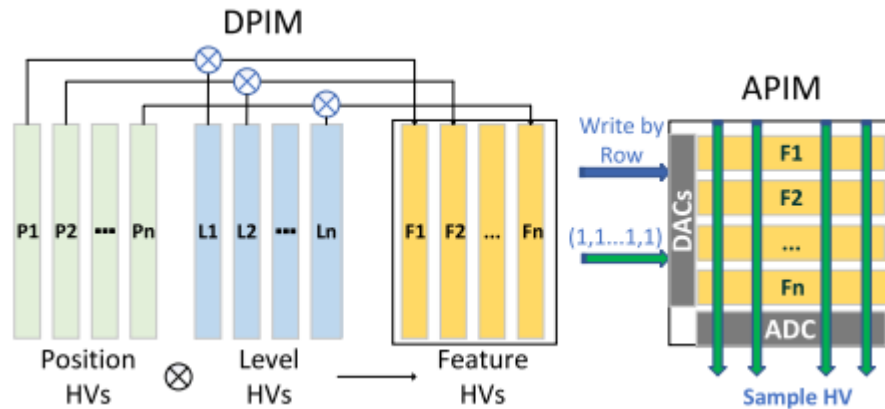 DPIM
P1 P2 ... Pn
L1 L2 ... Ln
F1 F2 ... Fn
Position
HVs
⊗
Level
HVs
Feature
HVs
APIM
Write by
Row
(1,1...1,1)
DACs
F1
F2
...
Fn
ADC
Sample HV